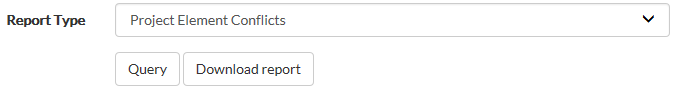 Report Type Project Element Conflicts
Query Download report